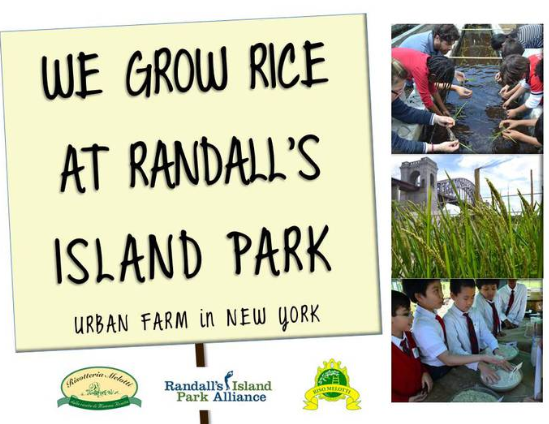 WE GROW RICE
AT RANDALL'S
ISLAND PARK
URBAN FARM in NEW YORK
Risotteria Melotti
Randall's Island
Park Alliance
RISO MELOTTI